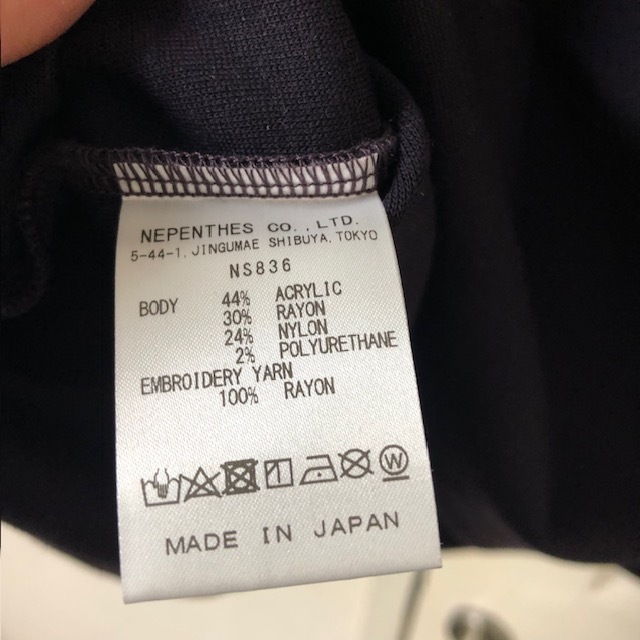 NEPENTHES CO.,LTD.
5-44-1, JINGUMAE SHIBUYA, TOKYO
NS836
BODY 44% ACRYLIC
30% RAYON
24% NYLON
2% POLYURETHANE
EMBROIDERY YARN
100% RAYON
W
MADE IN JAPAN